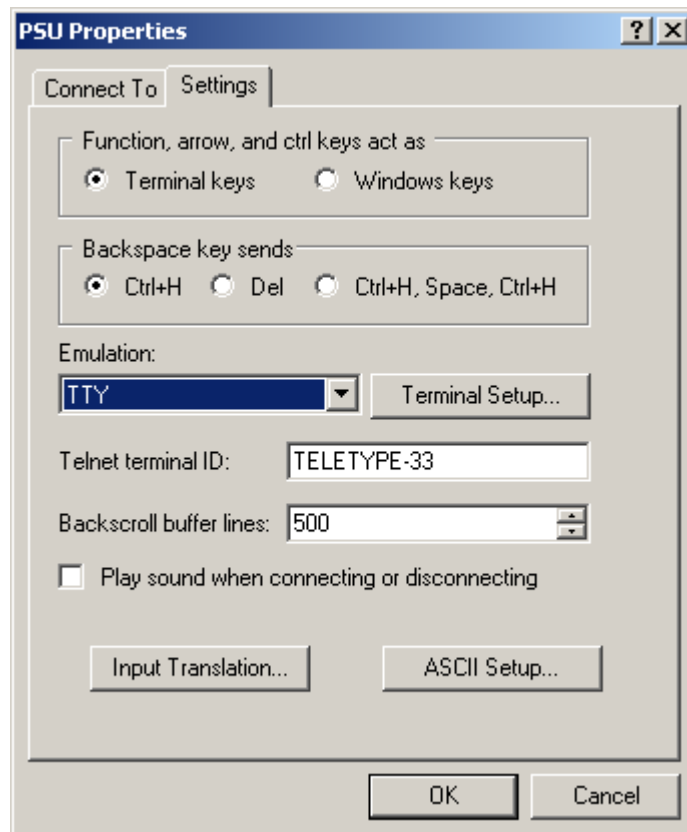 PSU Properties
Connect To Settings
Function, arrow, and ctrl keys act as
Terminal keys Windows keys
Backspace key sends
Ctrl+H Del Ctrl+H, Space, Ctrl+H
Emulation:
TTY Terminal Setup...
Telnet terminal ID: TELETYPE-33
Backscroll buffer lines: 500
Play sound when connecting or disconnecting
Input Translation... ASCII Setup...
OK Cancel